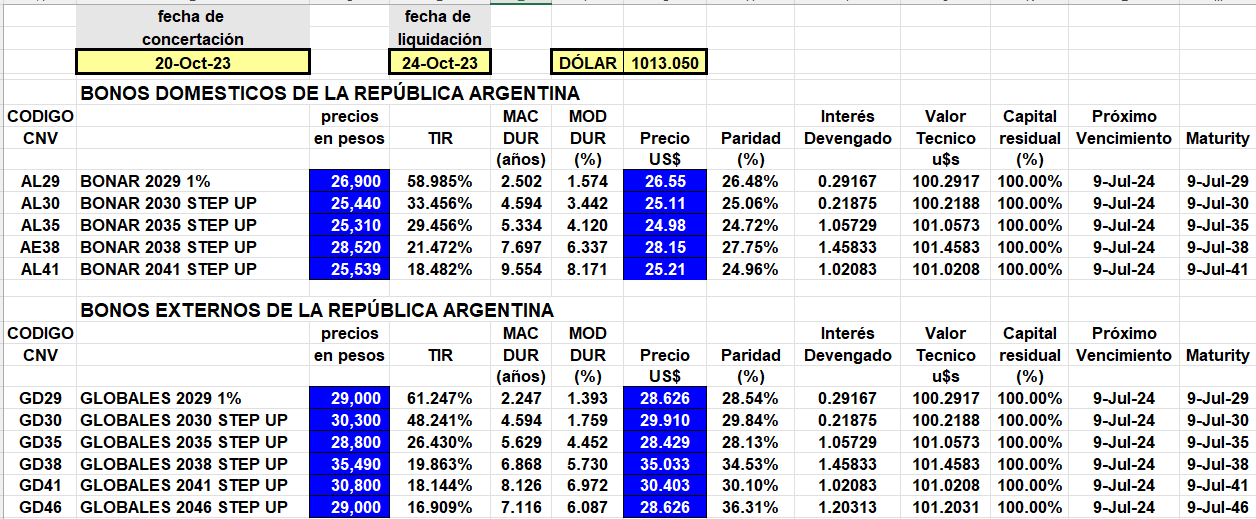 fecha de fecha de
concertación liquidación
20-Oct-23 24-Oct-23 DÓLAR 1013.050
BONOS DOMESTICOS DE LA REPÚBLICA ARGENTINA
CODIGO precios MAC MOD Interés Valor Capital Próximo
CNV en pesos TIR DUR DUR Precio Paridad Devengado Tecnico residual Vencimiento Maturity
(años) (%) US$ (%) u$s (%)
AL29 BONAR 2029 1% 26,900 58.985% 2.502 1.574 26.55 26.48% 0.29167 100.2917 100.00% 9-Jul-24 9-Jul-29
AL30 BONAR 2030 STEP UP 25,440 33.456% 4.594 3.442 25.11 25.06% 0.21875 100.2188 100.00% 9-Jul-24 9-Jul-30
AL35 BONAR 2035 STEP UP 25,310 29.456% 5.334 4.120 24.98 24.72% 1.05729 101.0573 100.00% 9-Jul-24 9-Jul-35
AE38 BONAR 2038 STEP UP 28,520 21.472% 7.697 6.337 28.15 27.75% 1.45833 101.4583 100.00% 9-Jul-24 9-Jul-38
AL41 BONAR 2041 STEP UP 25,539 18.482% 9.554 8.171 25.21 24.96% 1.02083 101.0208 100.00% 9-Jul-24 9-Jul-41
BONOS EXTERNOS DE LA REPÚBLICA ARGENTINA
CODIGO precios MAC MOD Interés Valor Capital Próximo
CNV en pesos TIR DUR DUR Precio Paridad Devengado Tecnico residual Vencimiento Maturity
(años) (%) US$ (%) u$s (%)
GD29 GLOBALES 2029 1% 29,000 61.247% 2.247 1.393 28.626 28.54% 0.29167 100.2917 100.00% 9-Jul-24 9-Jul-29
GD30 GLOBALES 2030 STEP UP 30,300 48.241% 4.594 1.759 29.910 29.84% 0.21875 100.2188 100.00% 9-Jul-24 9-Jul-30
GD35 GLOBALES 2035 STEP UP 28,800 26.430% 5.629 4.452 28.429 28.13% 1.05729 101.0573 100.00% 9-Jul-24 9-Jul-35
GD38 GLOBALES 2038 STEP UP 35,490 19.863% 6.868 5.730 35.033 34.53% 1.45833 101.4583 100.00% 9-Jul-24 9-Jul-38
GD41 GLOBALES 2041 STEP UP 30,800 18.144% 8.126 6.972 30.403 30.10% 1.02083 101.0208 100.00% 9-Jul-24 9-Jul-41
GD46 GLOBALES 2046 STEP UP 29,000 16.909% 7.116 6.087 28.626 36.31% 1.20313 101.2031 100.00% 9-Jul-24 9-Jul-46